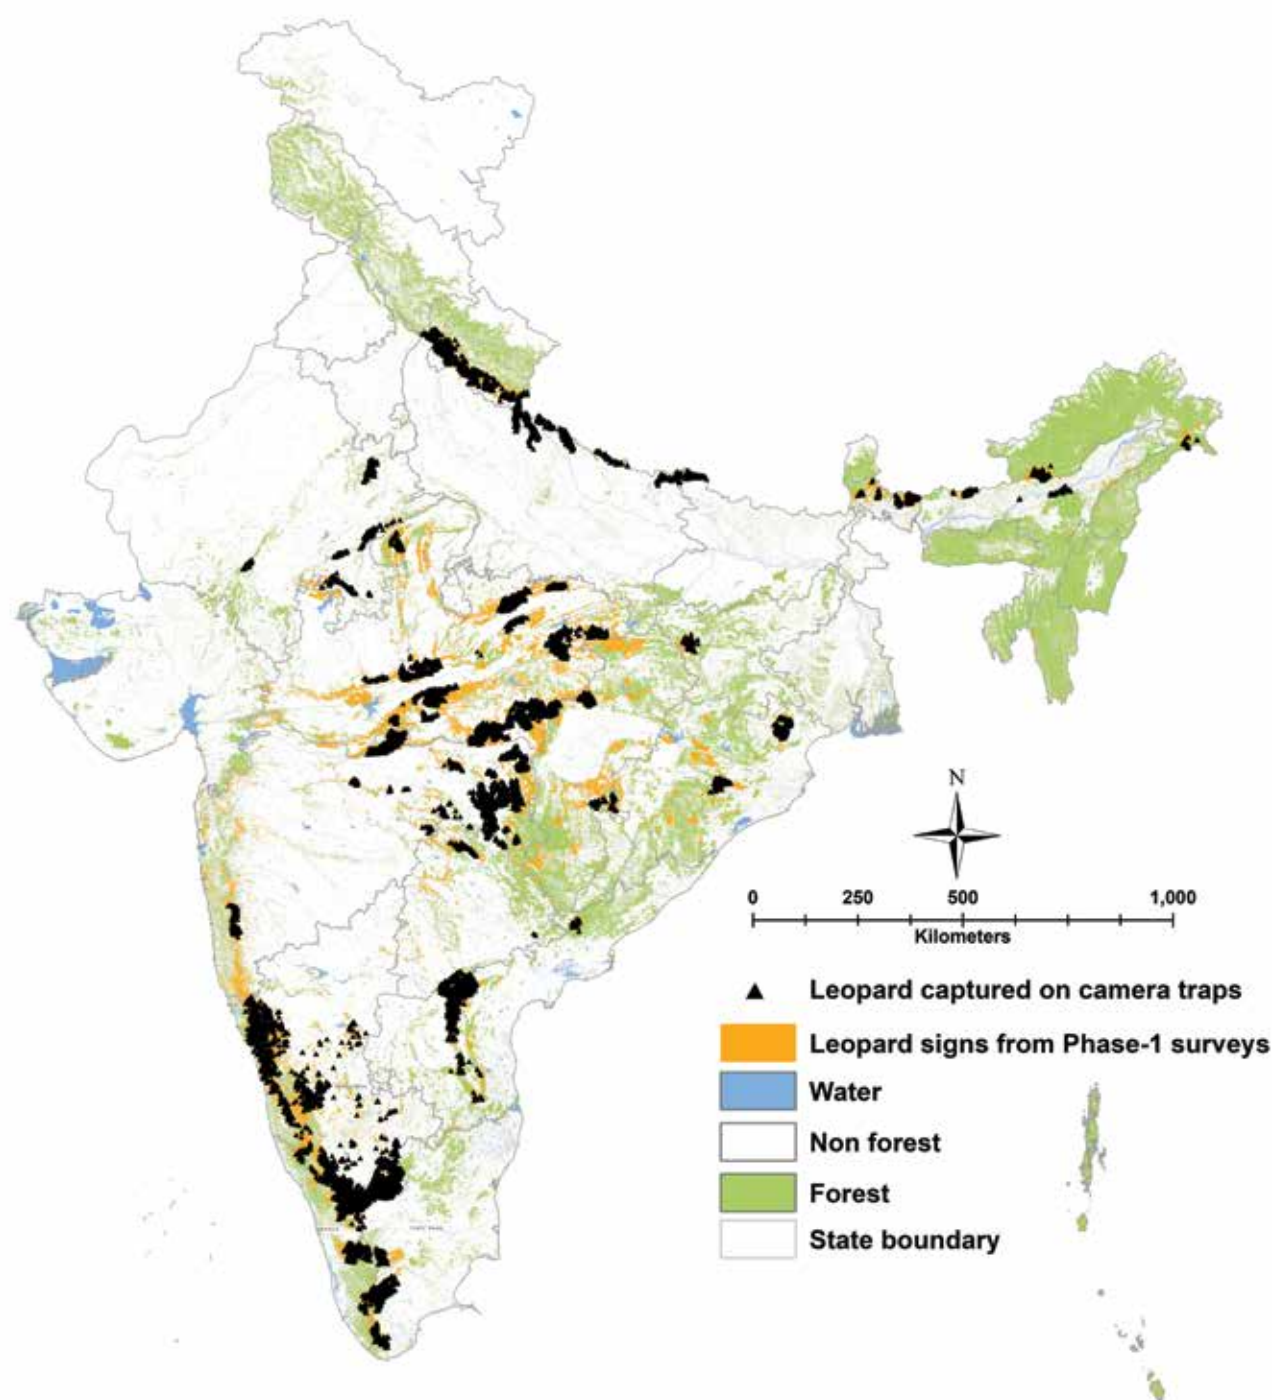 N
0 250 500 1,000
Kilometers
Leopard captured on camera traps
Leopard signs from Phase-1 surveys
Water
Non forest
Forest
State boundary